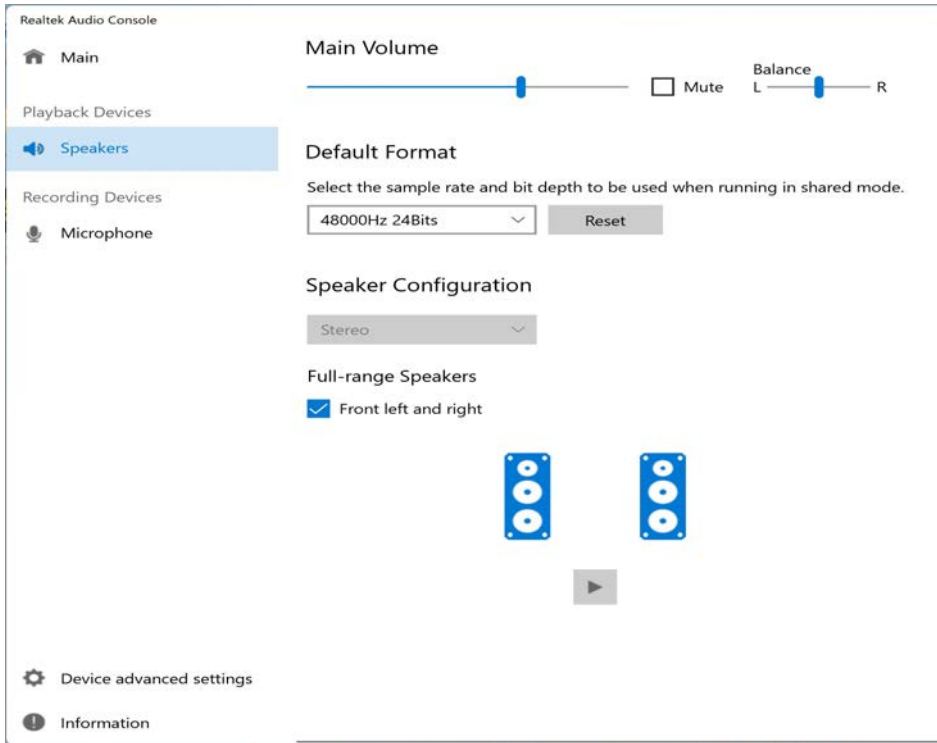 Realtek Audio Console
Main
Playback Devices
Speakers
Recording Devices
Microphone
Device advanced settings
Information
Main Volume
Mute
Balance
L R
Default Format
Select the sample rate and bit depth to be used when running in shared mode.
48000Hz 24Bits
Reset
Speaker Configuration
Stereo
Full-range Speakers
Front left and right